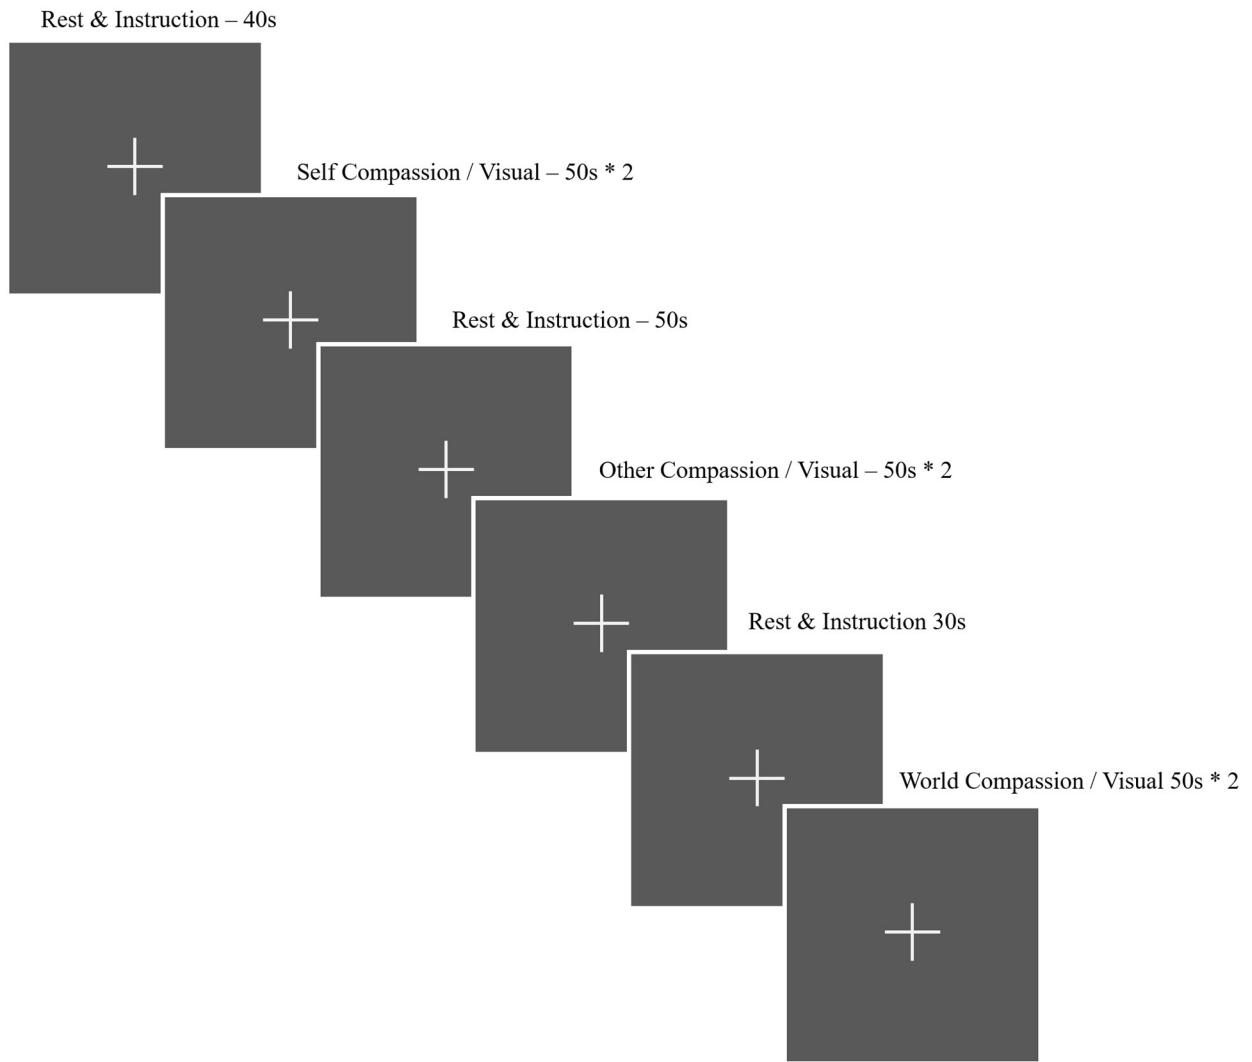 Rest & Instruction – 40s
Self Compassion / Visual – 50s * 2
Rest & Instruction – 50s
Other Compassion / Visual – 50s * 2
Rest & Instruction 30s
World Compassion / Visual 50s * 2